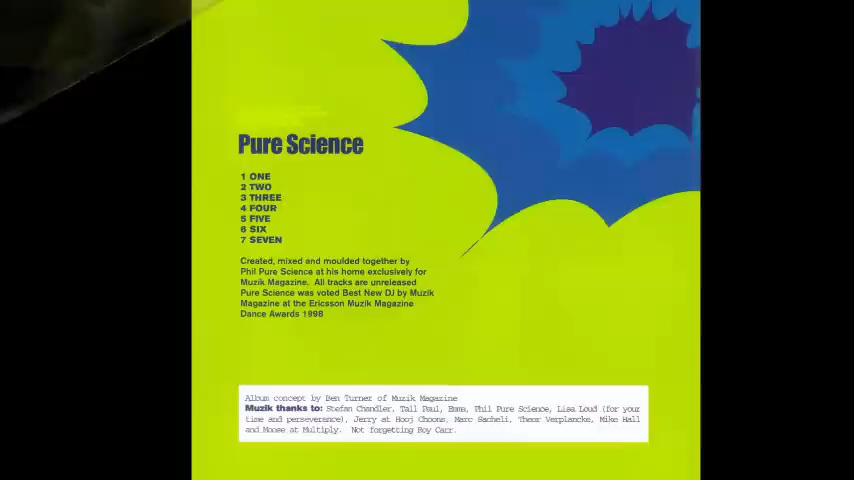 Pure Science
1 ONE
2 TWO
3 THREE
4 FOUR
5 FIVE
6 SIX
7 SEVEN
Created, mixed and moulded together by
Phil Pure Science at his home exclusively for
Muzik Magazine. All tracks are unreleased
Pure Science was voted Best New DJ by Muzik
Magazine at the Ericsson Muzik Magazine
Dance Awards 1998
Album concept by Ben Turner of Muzik Magazine
Muzik thanks to: Stefan Chandler, Tall Paul, Emma, Phil Pure Science, Lisa Loud (for your
time and perseverance), Jerry at Hooj Choons, Marc Sacheli, Theor Verplancke, Mike Hall
and Moose at Multiply. Not forgetting Roy Carr.